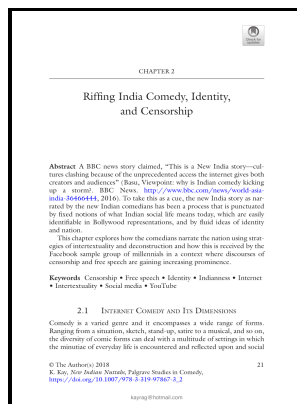 Check for
updates
CHAPTER 2
Riffing India Comedy, Identity,
and Censorship
Abstract A BBC news story claimed, “This is a New India story—cul-
tures clashing because of the unprecedented access the internet gives both
creators and audiences” (Basu, Viewpoint: why is Indian comedy kicking
up a storm?. BBC News. http://www.bbc.com/news/world-asia-
india-36466444, 2016). To take this as a cue, the new India story as nar-
rated by the new Indian comedians has been a process that is punctuated
by fixed notions of what Indian social life means today, which are easily
identifiable in Bollywood representations, and by fluid ideas of identity
and nation.
This chapter explores how the comedians narrate the nation using strat-
egies of intertextuality and deconstruction and how this is received by the
Facebook sample group of millennials in a context where discourses of
censorship and free speech are gaining increasing prominence.
Keywords Censorship • Free speech • Identity • Indianness • Internet
• Intertextuality • Social media • YouTube
2.1 Internet Comedy and Its Dimensions
Comedy is a varied genre and it encompasses a wide range of forms.
Ranging from a situation, sketch, stand-up, satire to a musical, and so on,
the diversity of comic forms can deal with a multitude of settings in which
the minutiae of everyday life is encountered and reflected upon and social
© The Author(s) 2018
21
K. Kay, New Indian Nuttahs, Palgrave Studies in Comedy,
https://doi.org/10.1007/978-3-319-97867-3_2
kayrag@hotmail.com